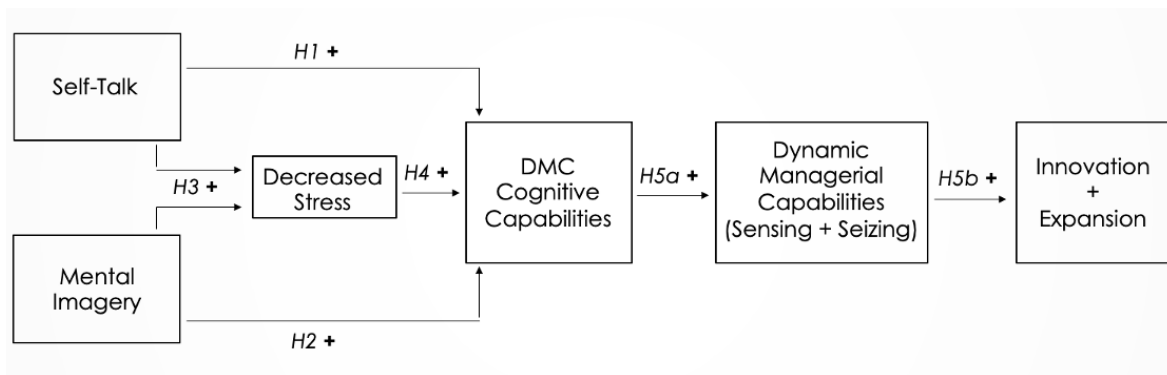 Self-Talk
H1 +
H3 +
Decreased
Stress
H4 +
Mental
Imagery
H2 +
DMC
Cognitive
Capabilities
H5a +
Dynamic
Managerial
Capabilities
(Sensing + Seizing)
H5b +
Innovation
+
Expansion